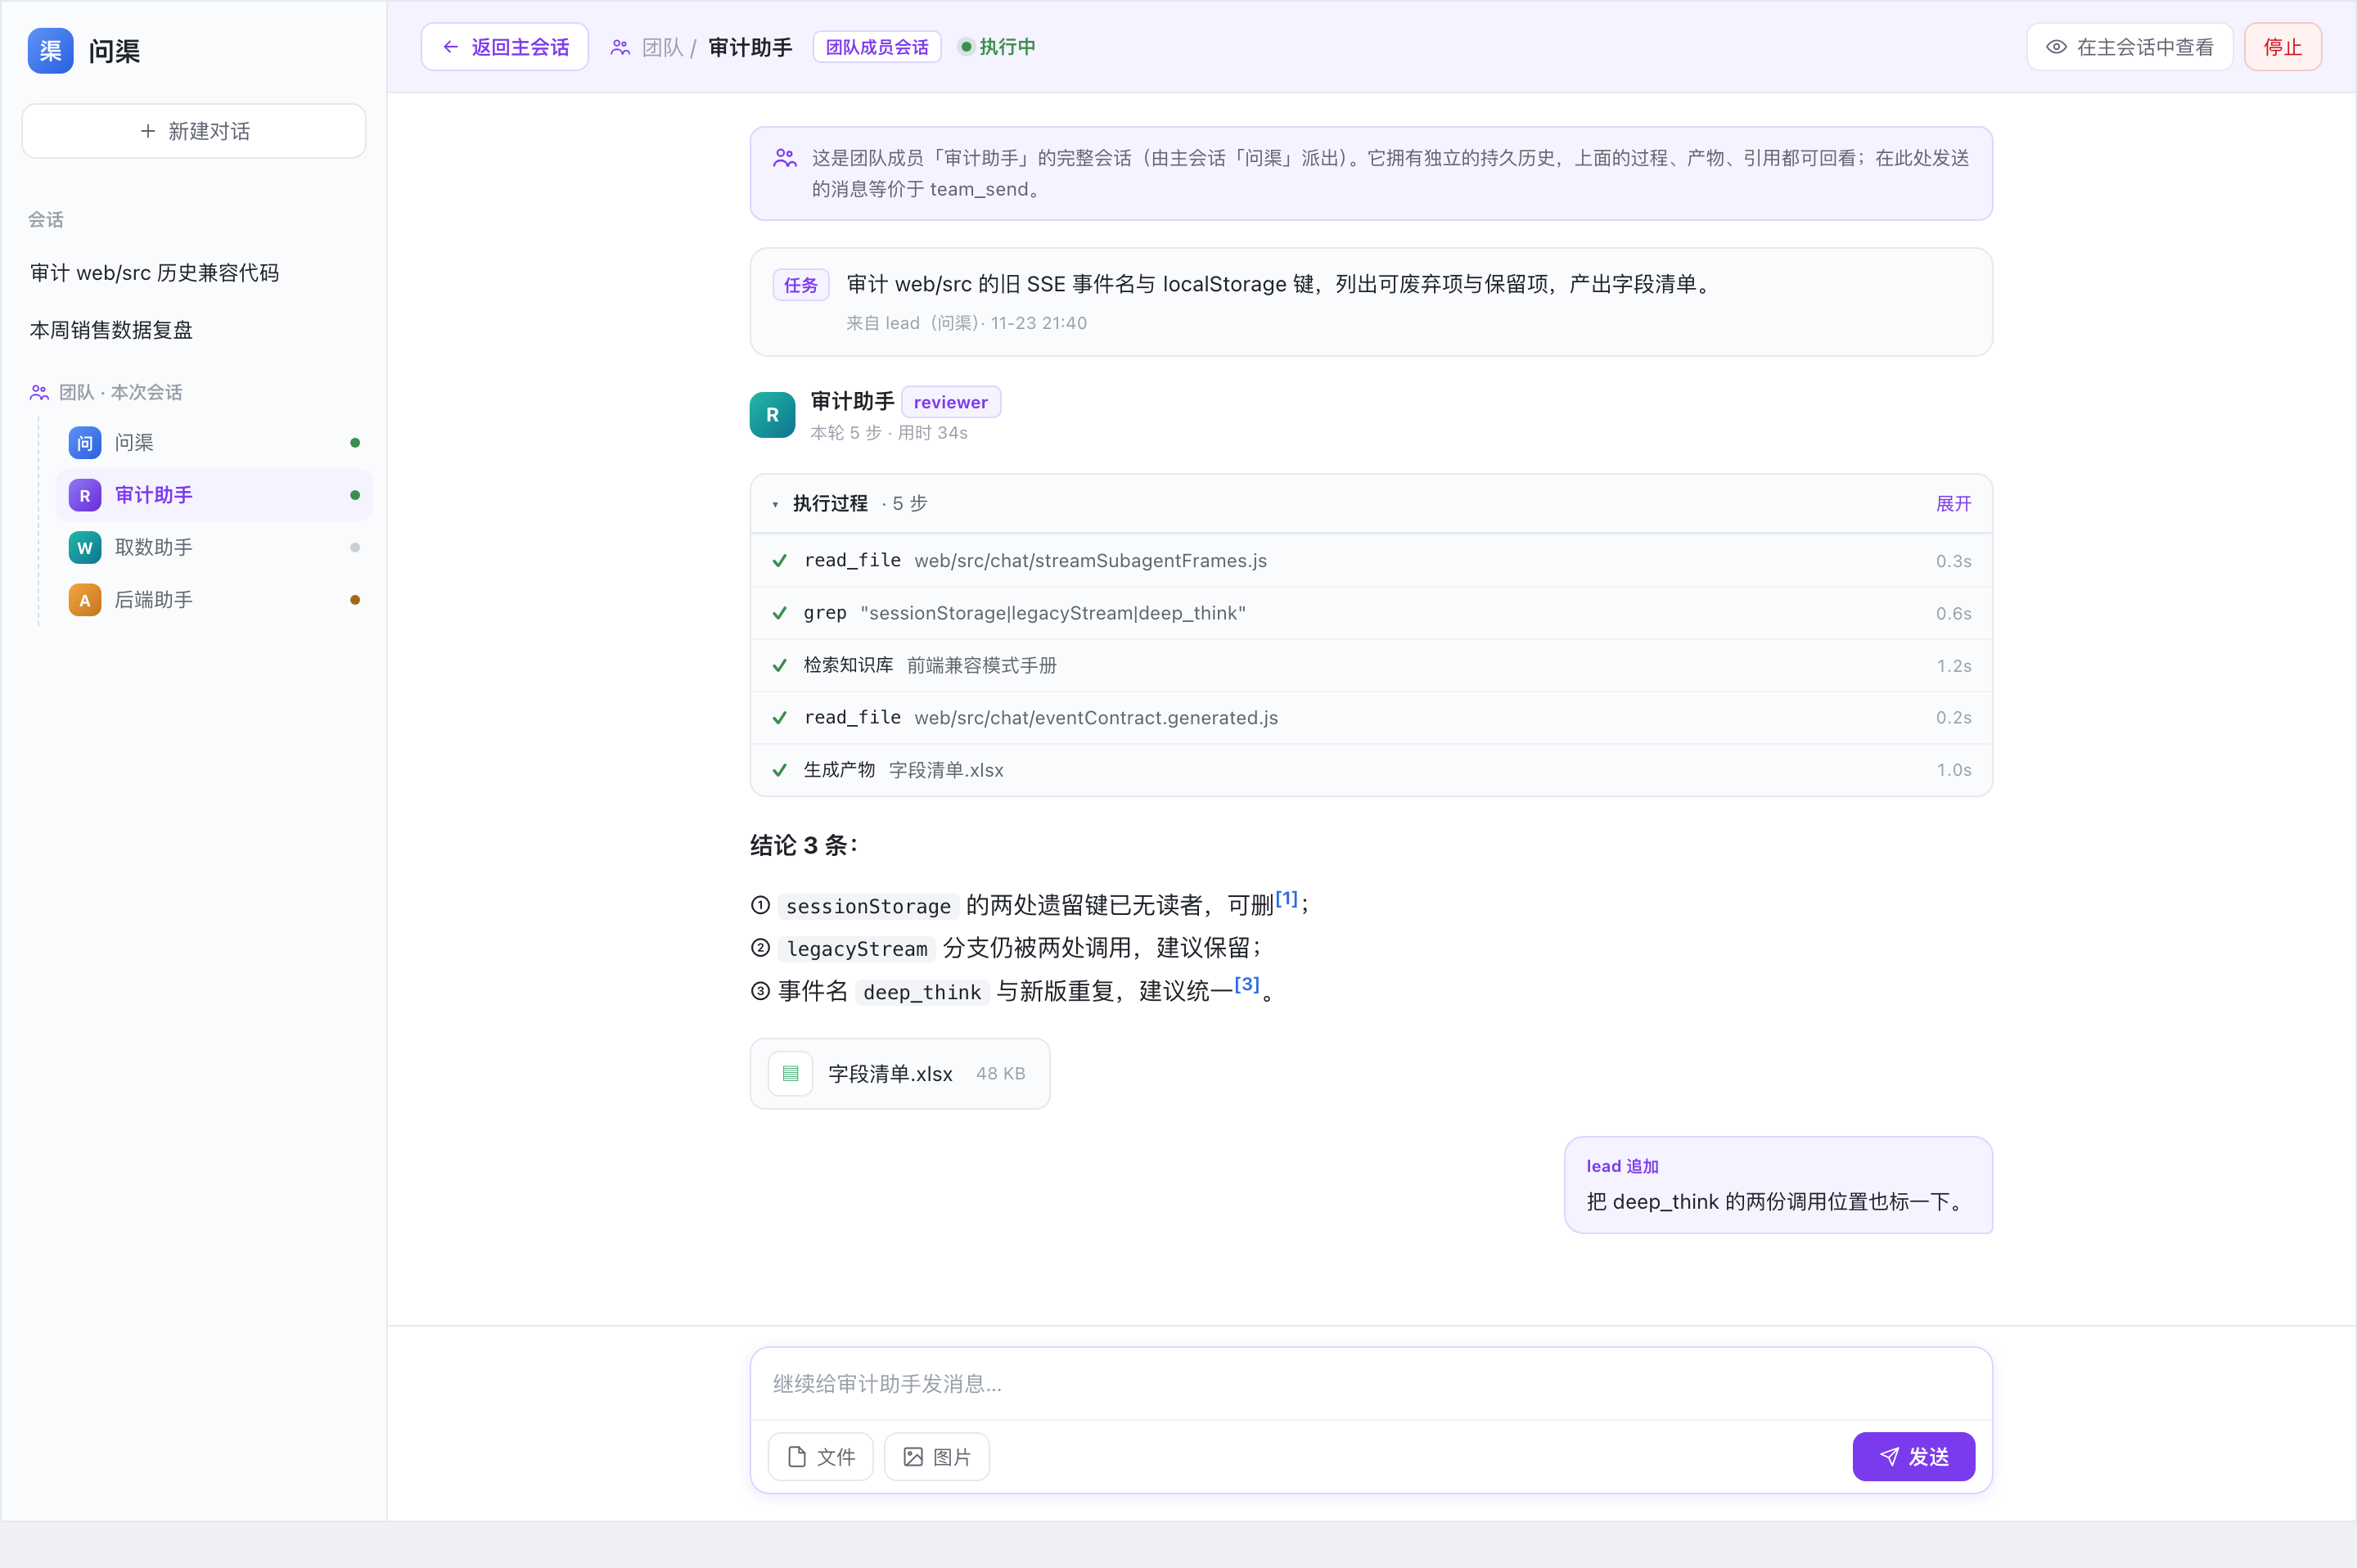 渠 问渠
+ 新建对话
会话
审计 web/src 历史兼容代码
本周销售数据复盘
团队 · 本次会话
问 问渠
R 审计助手
W 取数助手
A 后端助手
← 返回主会话
团队 / 审计助手
团队成员会话
执行中
在主会话中查看
停止
这是团队成员「审计助手」的完整会话（由主会话「问渠」派出）。它拥有独立的持久历史，上面的过程、产物、引用都可回看；在此处发送
的消息等价于 team_send。
任务 审计 web/src 的旧 SSE 事件名与 localStorage 键，列出可废弃项与保留项，产出字段清单。
来自 lead（问渠）· 11-23 21:40
R 审计助手 reviewer
本轮 5 步 · 用时 34s
▾ 执行过程 · 5 步 展开
✓ read_file web/src/chat/streamSubagentFrames.js 0.3s
✓ grep "sessionStorage|legacyStream|deep_think" 0.6s
✓ 检索知识库 前端兼容模式手册 1.2s
✓ read_file web/src/chat/eventContract.generated.js 0.2s
✓ 生成产物 字段清单.xlsx 1.0s
结论 3 条：
① sessionStorage 的两处遗留键已无读者，可删[1]；
② legacyStream 分支仍被两处调用，建议保留；
③ 事件名 deep_think 与新版重复，建议统一[3]。
字段清单.xlsx 48 KB
lead 追加
把 deep_think 的两份调用位置也标一下。
继续给审计助手发消息...
文件
图片
发送